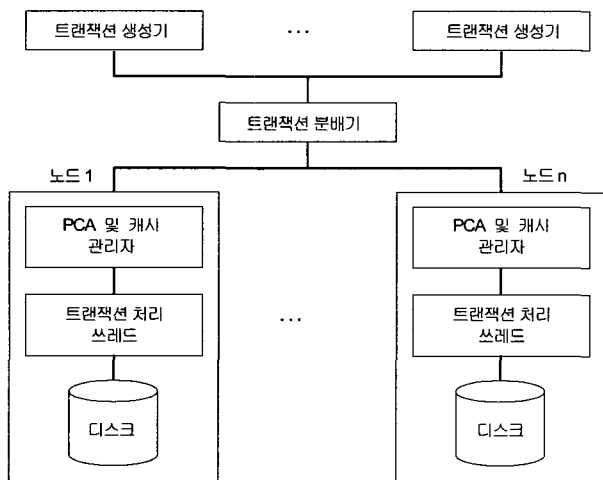 트랜잭션 생성기
...
트랜잭션 생성기
트랜잭션 분배기
노드 1
노드 n
PCA 및 캐시
관리자
PCA 및 캐시
관리자
트랜잭션 처리
쓰레드
...
트랜잭션 처리
쓰레드
디스크
디스크